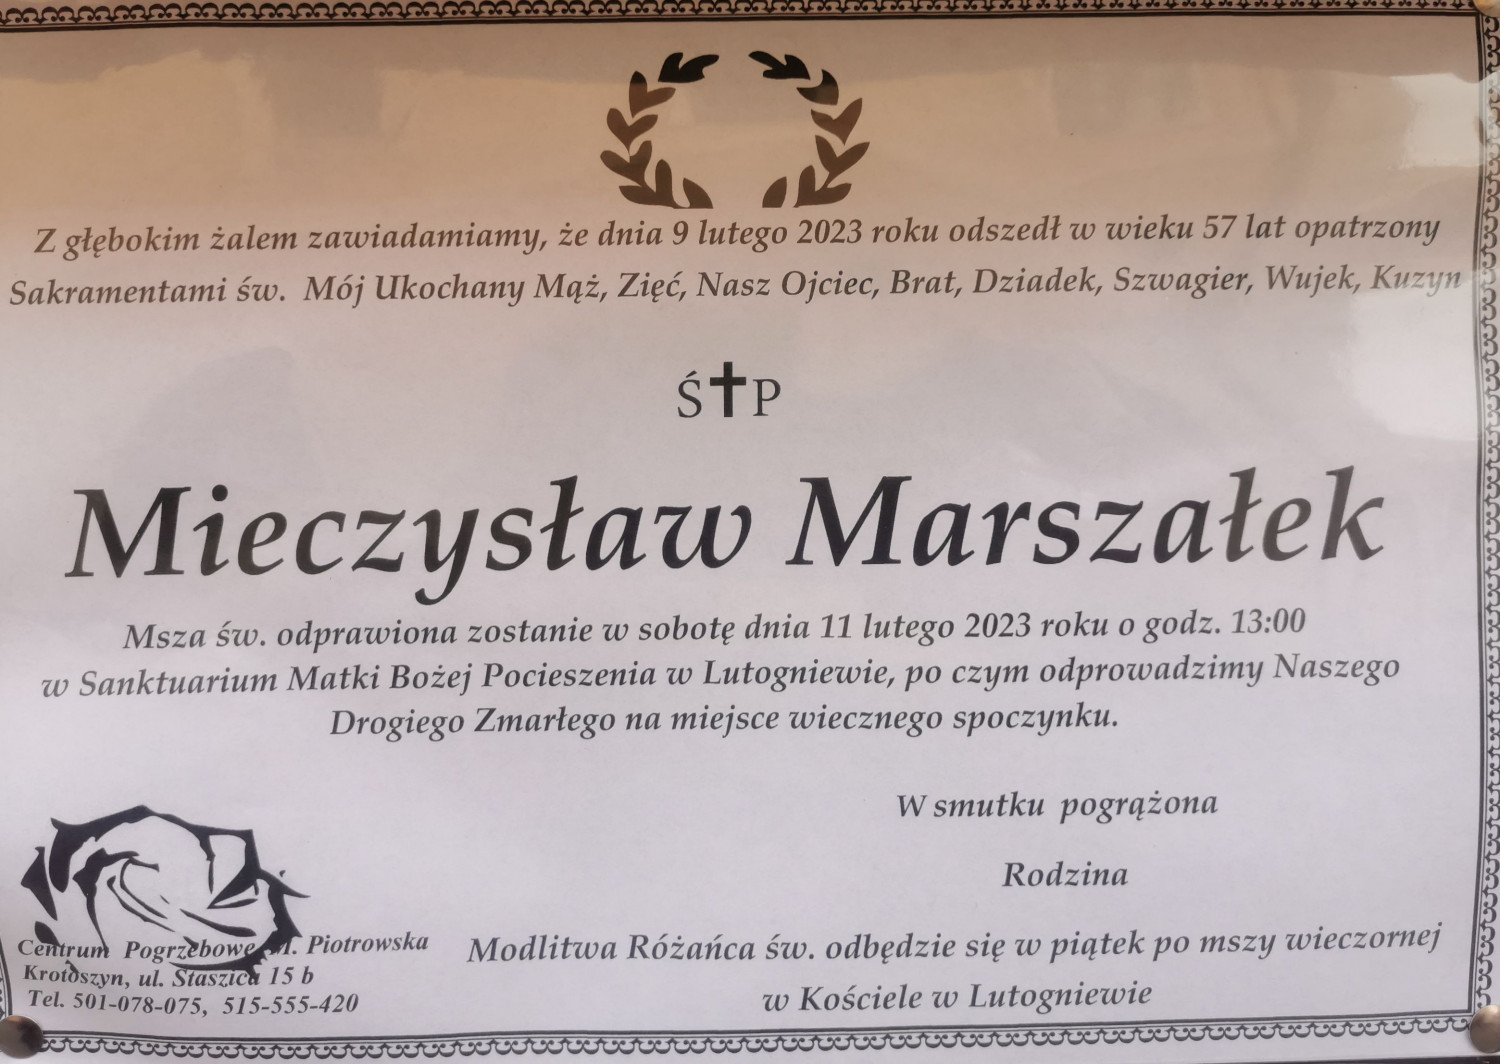 Z głębokim żalem zawiadamiamy, że dnia 9 lutego 2023 roku odszedł w wieku 57 lat opatrzony
Sakramentami św. Mój Ukochany Mąż, Zięć, Nasz Ojciec, Brat, Dziadek, Szwagier, Wujek, Kuzyn
Ś✝P
Mieczysław Marszałek
Msza św. odprawiona zostanie w sobotę dnia 11 lutego 2023 roku o godz. 13:00
w Sanktuarium Matki Bożej Pocieszenia w Lutogniewie, po czym odprowadzimy Naszego
Drogiego Zmarłego na miejsce wiecznego spoczynku.
W smutku pogrążona
Rodzina
Centrum Pogrzebowe M. Piotrowska
Krotoszyn, ul. Staszica 15 b
Tel. 501-078-075, 515-555-420
Modlitwa Różańca św. odbędzie się w piątek po mszy wieczornej
w Kościele w Lutogniewie